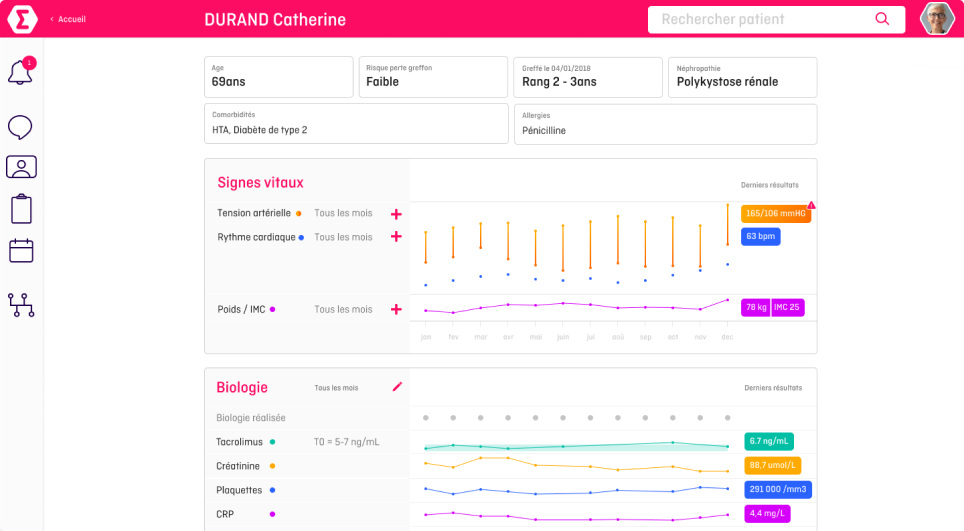 Σ
‹ Accueil
DURAND Catherine
Rechercher patient
1
Age
69ans
Risque perte greffon
Faible
Greffé le 04/01/2018
Rang 2 - 3ans
Néphropathie
Polykystose rénale
Comorbidités
HTA, Diabète de type 2
Allergies
Pénicilline
Signes vitaux
Derniers résultats
Tension artérielle
Tous les mois
165/106 mmHG
Rythme cardiaque
Tous les mois
63 bpm
Poids / IMC
Tous les mois
78 kg
IMC 25
jan fev mar avr mai juin jui aoû sep oct nov dec
Biologie
Tous les mois
Derniers résultats
Biologie réalisée
Tacrolimus
T0 = 5-7 ng/mL
6.7 ng/mL
Créatinine
88,7 umol/L
Plaquettes
291 000 /mm3
CRP
4,4 mg/L